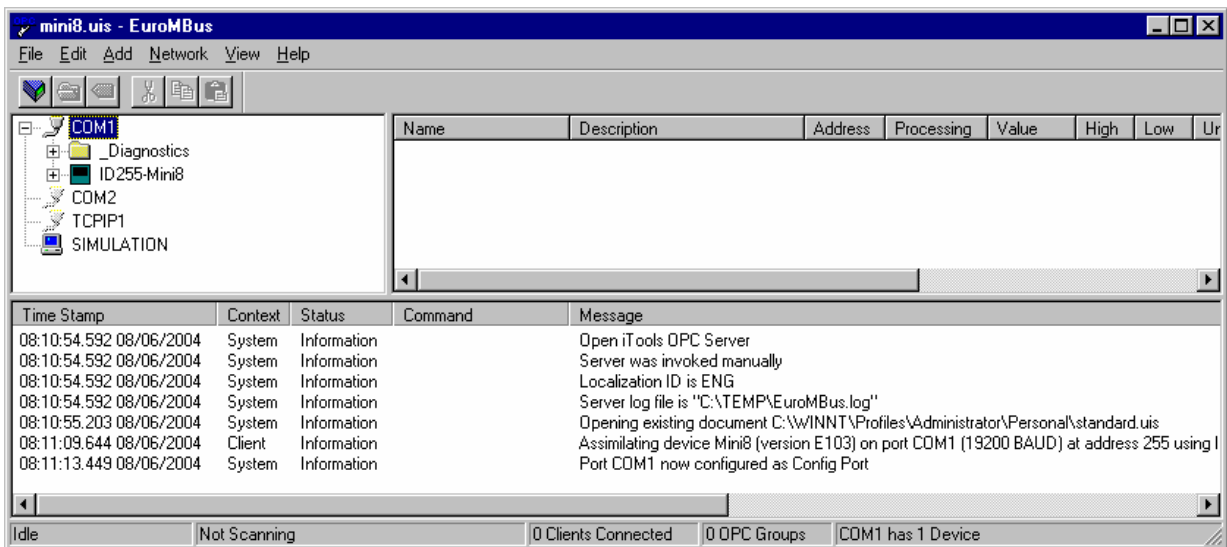 mini8.uis - EuroMBus
File Edit Add Network View Help
COM1
_Diagnostics
ID255-Mini8
COM2
TCPIP1
SIMULATION
Name Description Address Processing Value High Low Ur
Time Stamp Context Status Command Message
08:10:54.592 08/06/2004 System Information Open iTools OPC Server
08:10:54.592 08/06/2004 System Information Server was invoked manually
08:10:54.592 08/06/2004 System Information Localization ID is ENG
08:10:54.592 08/06/2004 System Information Server log file is "C:\TEMP\EuroMBus.log"
08:10:55.203 08/06/2004 System Information Opening existing document C:\WINNT\Profiles\Administrator\Personal\standard.uis
08:11:09.644 08/06/2004 Client Information Assimilating device Mini8 (version E103) on port COM1 (19200 BAUD) at address 255 using
08:11:13.449 08/06/2004 System Information Port COM1 now configured as Config Port
Idle Not Scanning 0 Clients Connected 0 OPC Groups COM1 has 1 Device